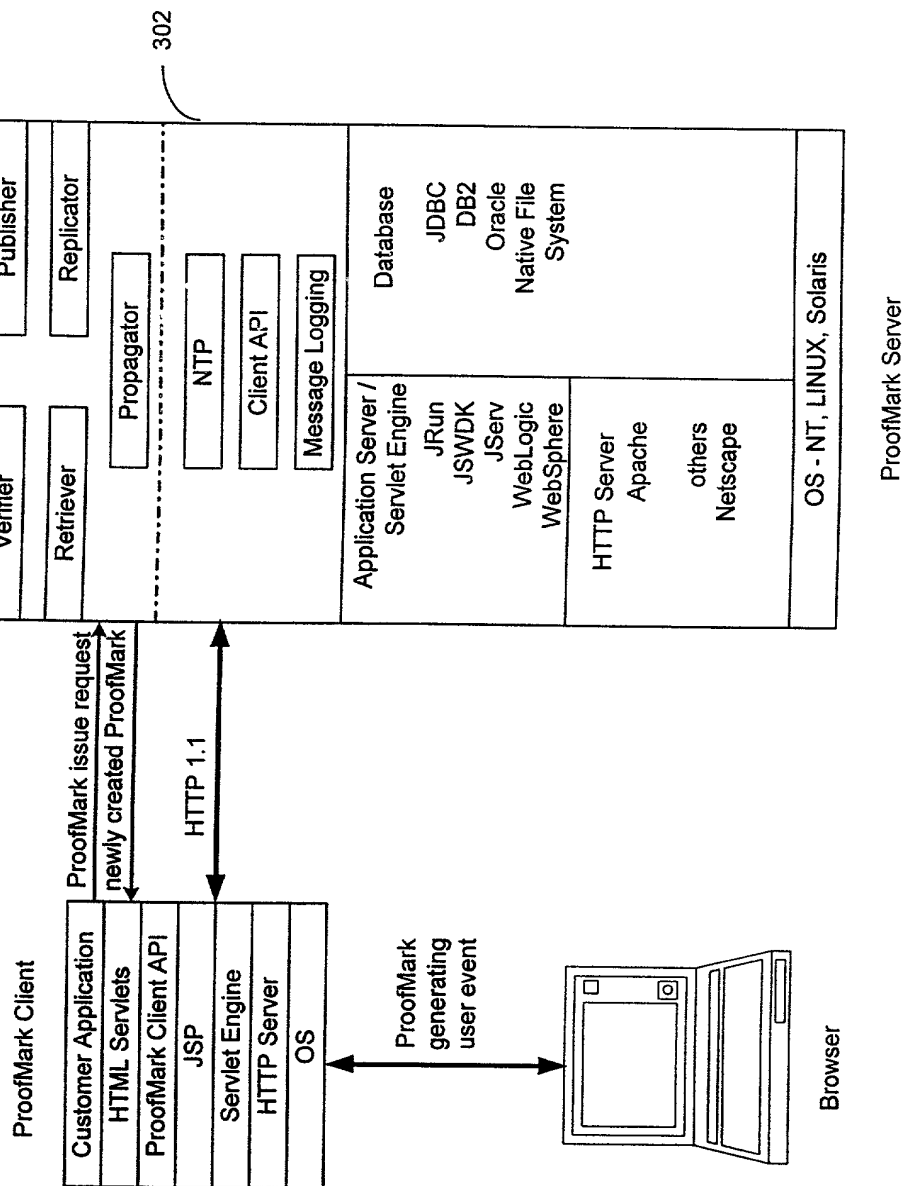 ProofMark Client
Customer Application
HTML Servlets
ProofMark Client API
JSP
Servlet Engine
HTTP Server
OS
ProofMark issue request
newly created ProofMark
HTTP 1.1
ProofMark
generating
user event
Browser
Verifier
Publisher
Retriever
Replicator
Propagator
NTP
Client API
Message Logging
302
Application Server /
Servlet Engine
JRun
JSWDK
JServ
WebLogic
WebSphere
Database
JDBC
DB2
Oracle
Native File
System
HTTP Server
Apache
others
Netscape
OS - NT, LINUX, Solaris
ProofMark Server